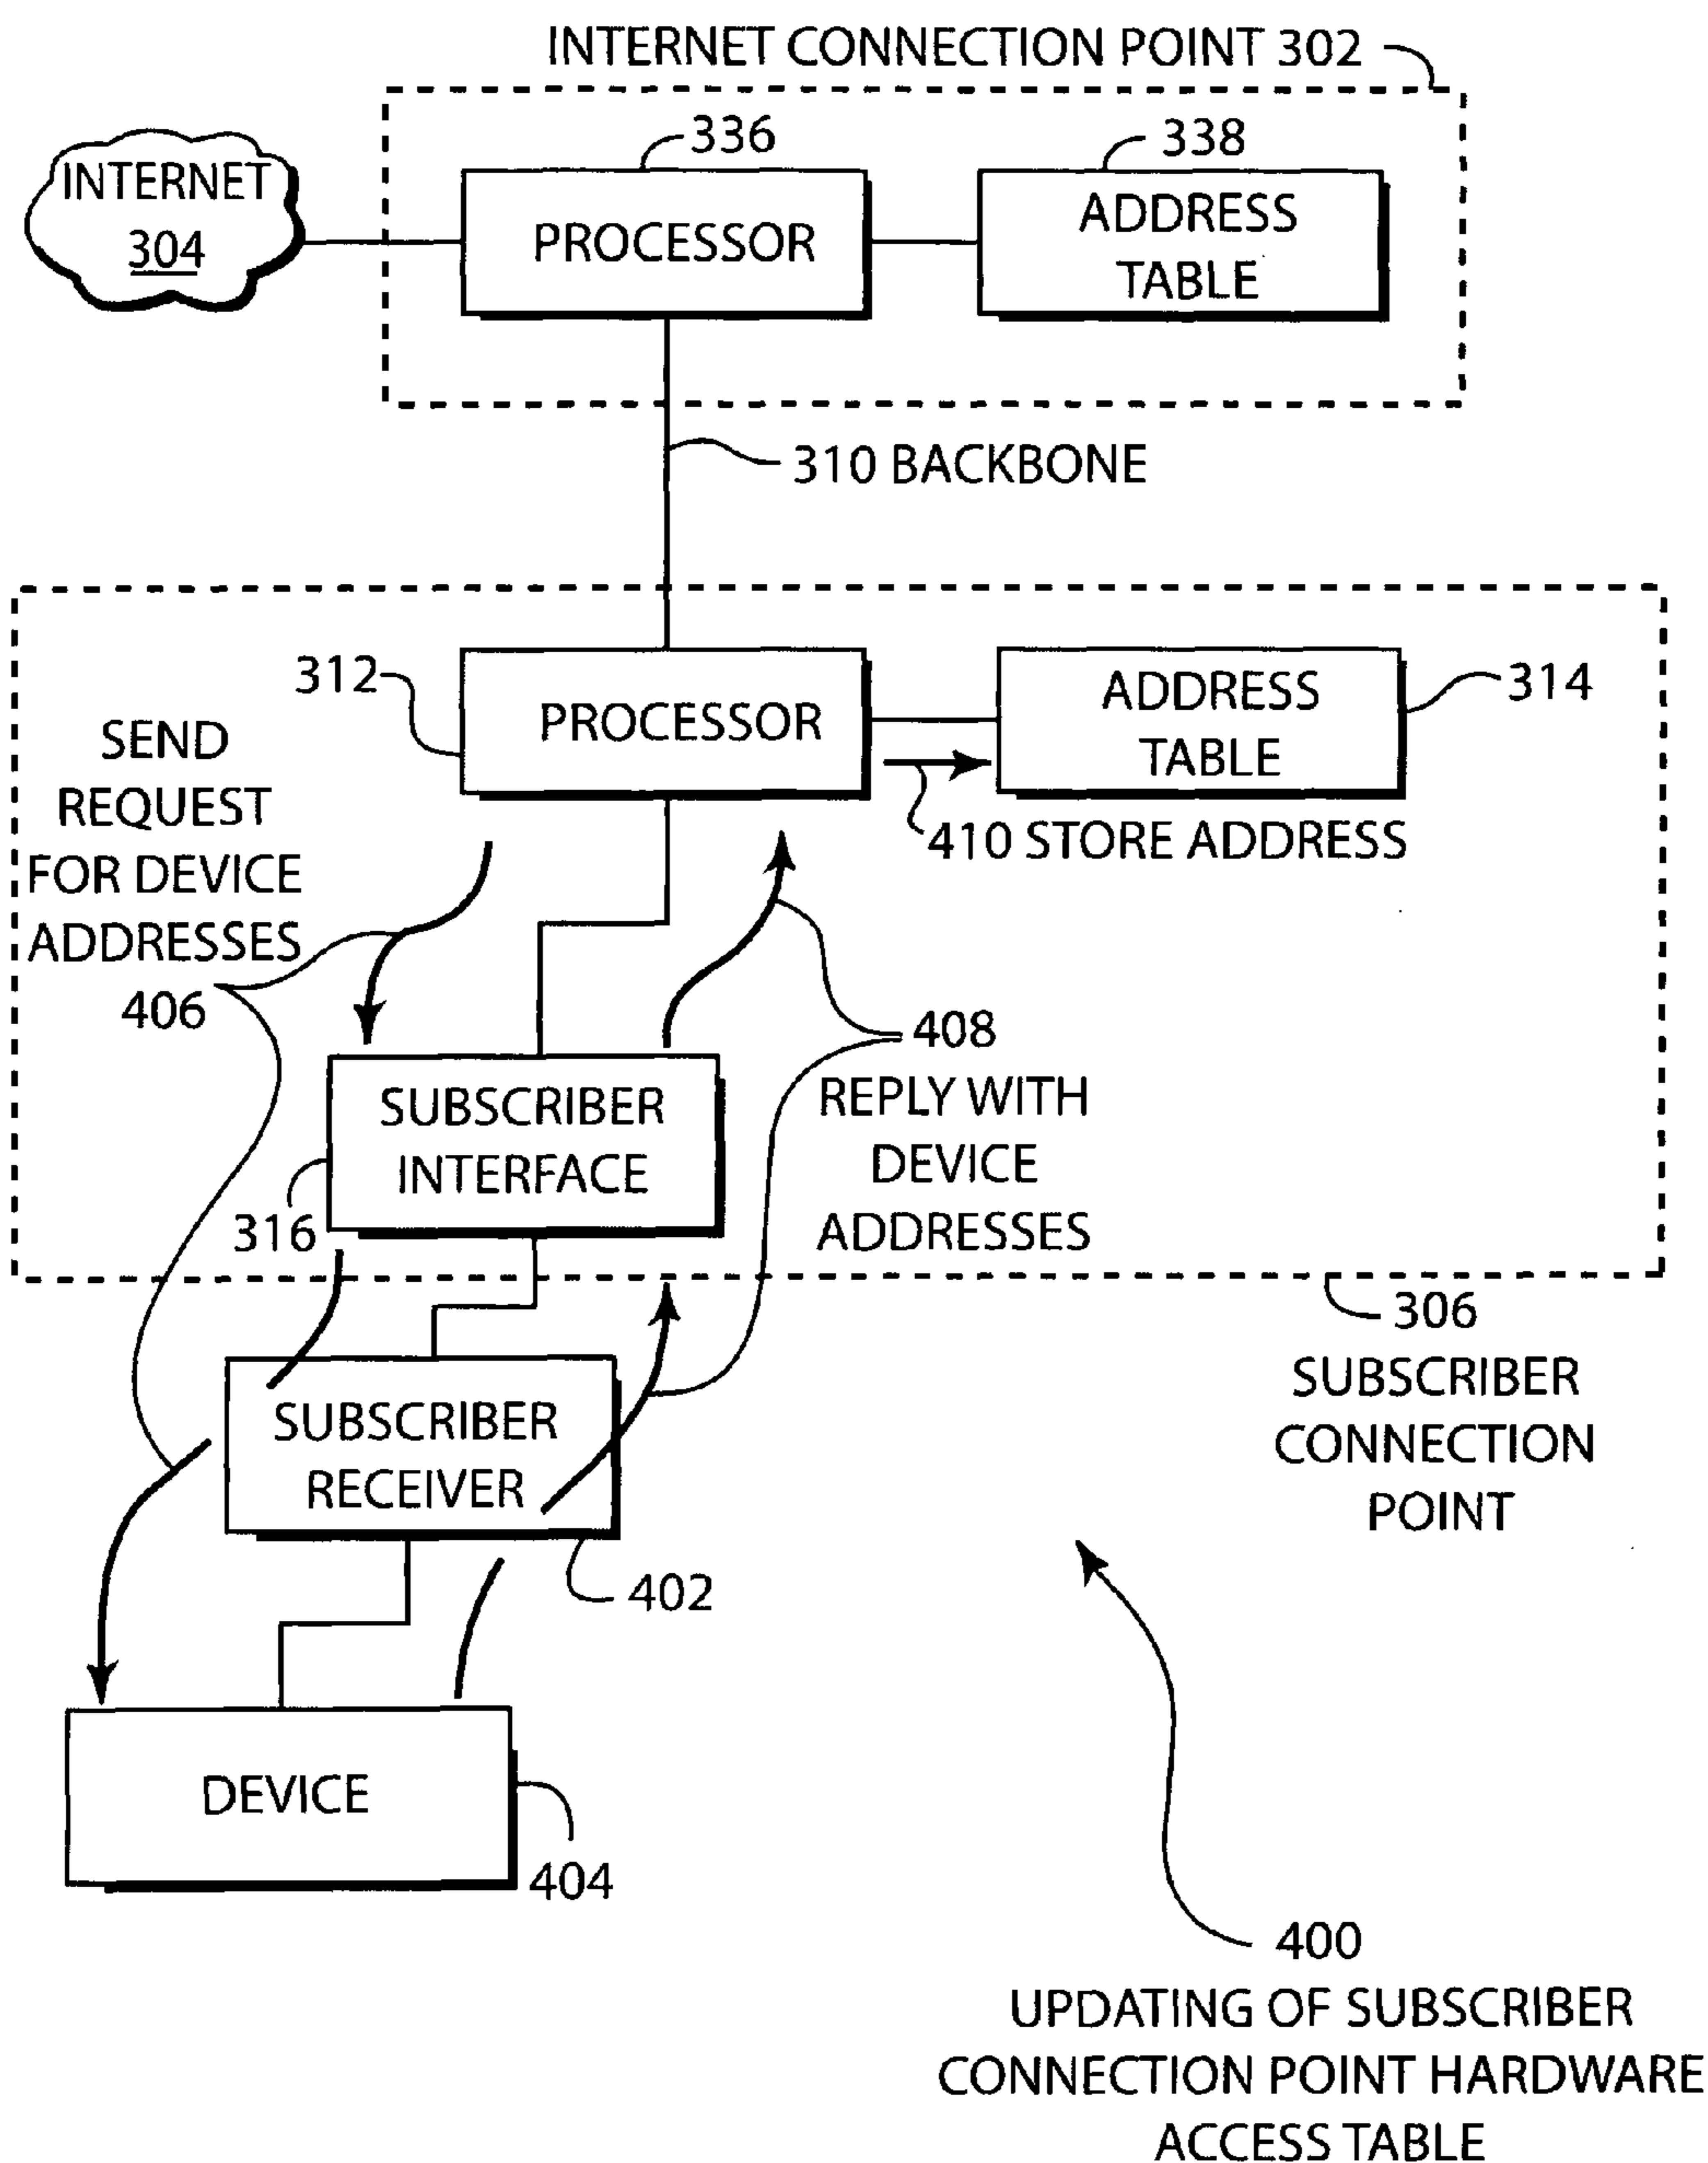 INTERNET CONNECTION POINT 302
336
338
INTERNET
304
PROCESSOR
ADDRESS
TABLE
310 BACKBONE
312
PROCESSOR
ADDRESS
TABLE
314
SEND
REQUEST
FOR DEVICE
ADDRESSES
406
410 STORE ADDRESS
408
REPLY WITH
DEVICE
ADDRESSES
SUBSCRIBER
INTERFACE
316
306
SUBSCRIBER
CONNECTION
POINT
SUBSCRIBER
RECEIVER
402
DEVICE
404
400
UPDATING OF SUBSCRIBER
CONNECTION POINT HARDWARE
ACCESS TABLE